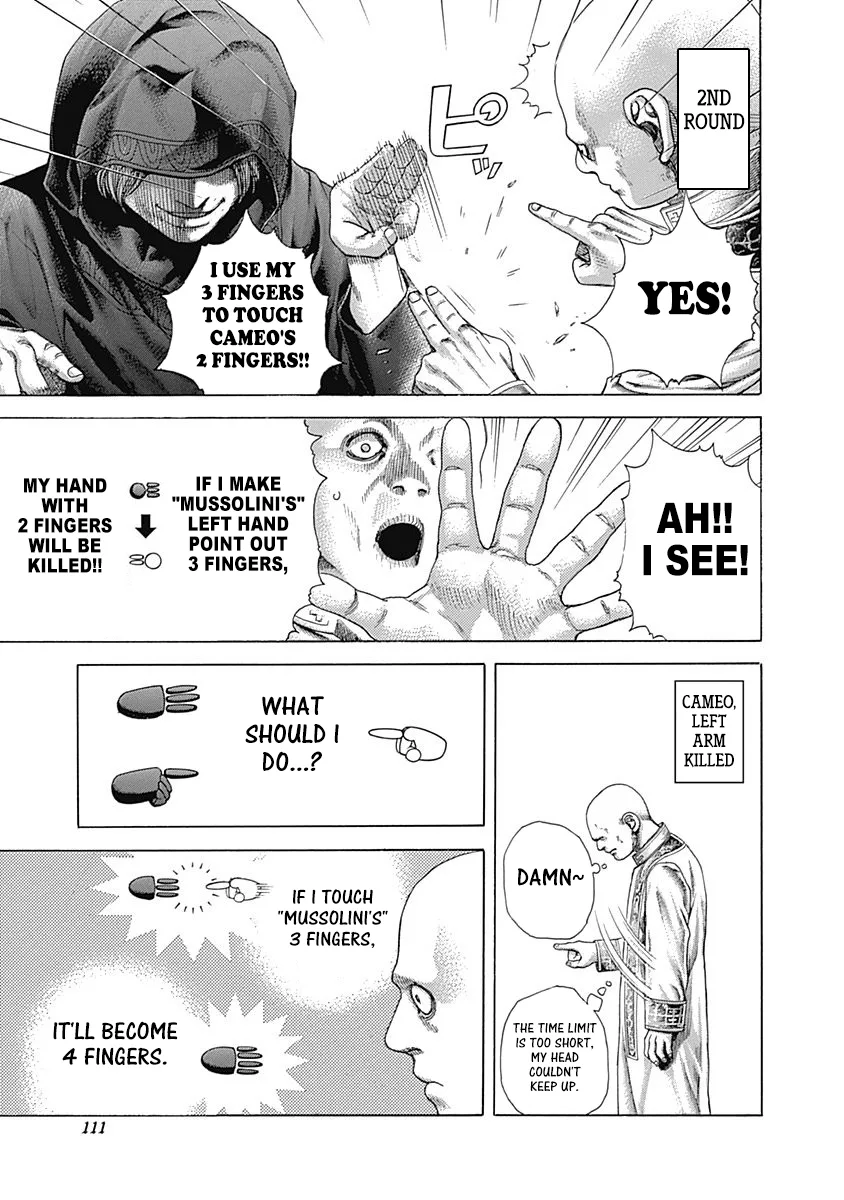 2ND
ROUND
YES!
ピッ
I USE MY
3 FINGERS
TO TOUCH
CAMEO'S
2 FINGERS!!
AH!!
I SEE!
IF I MAKE
"MUSSOLINI'S"
LEFT HAND
POINT OUT
3 FINGERS,
MY HAND
WITH
2 FINGERS
WILL BE
KILLED!!
CAMEO,
LEFT
ARM
KILLED
DAMN~
THE TIME LIMIT
IS TOO SHORT,
MY HEAD
COULDN'T
KEEP UP.
WHAT
SHOULD I
DO...?
IF I TOUCH
"MUSSOLINI'S"
3 FINGERS,
IT'LL BECOME
4 FINGERS.
111